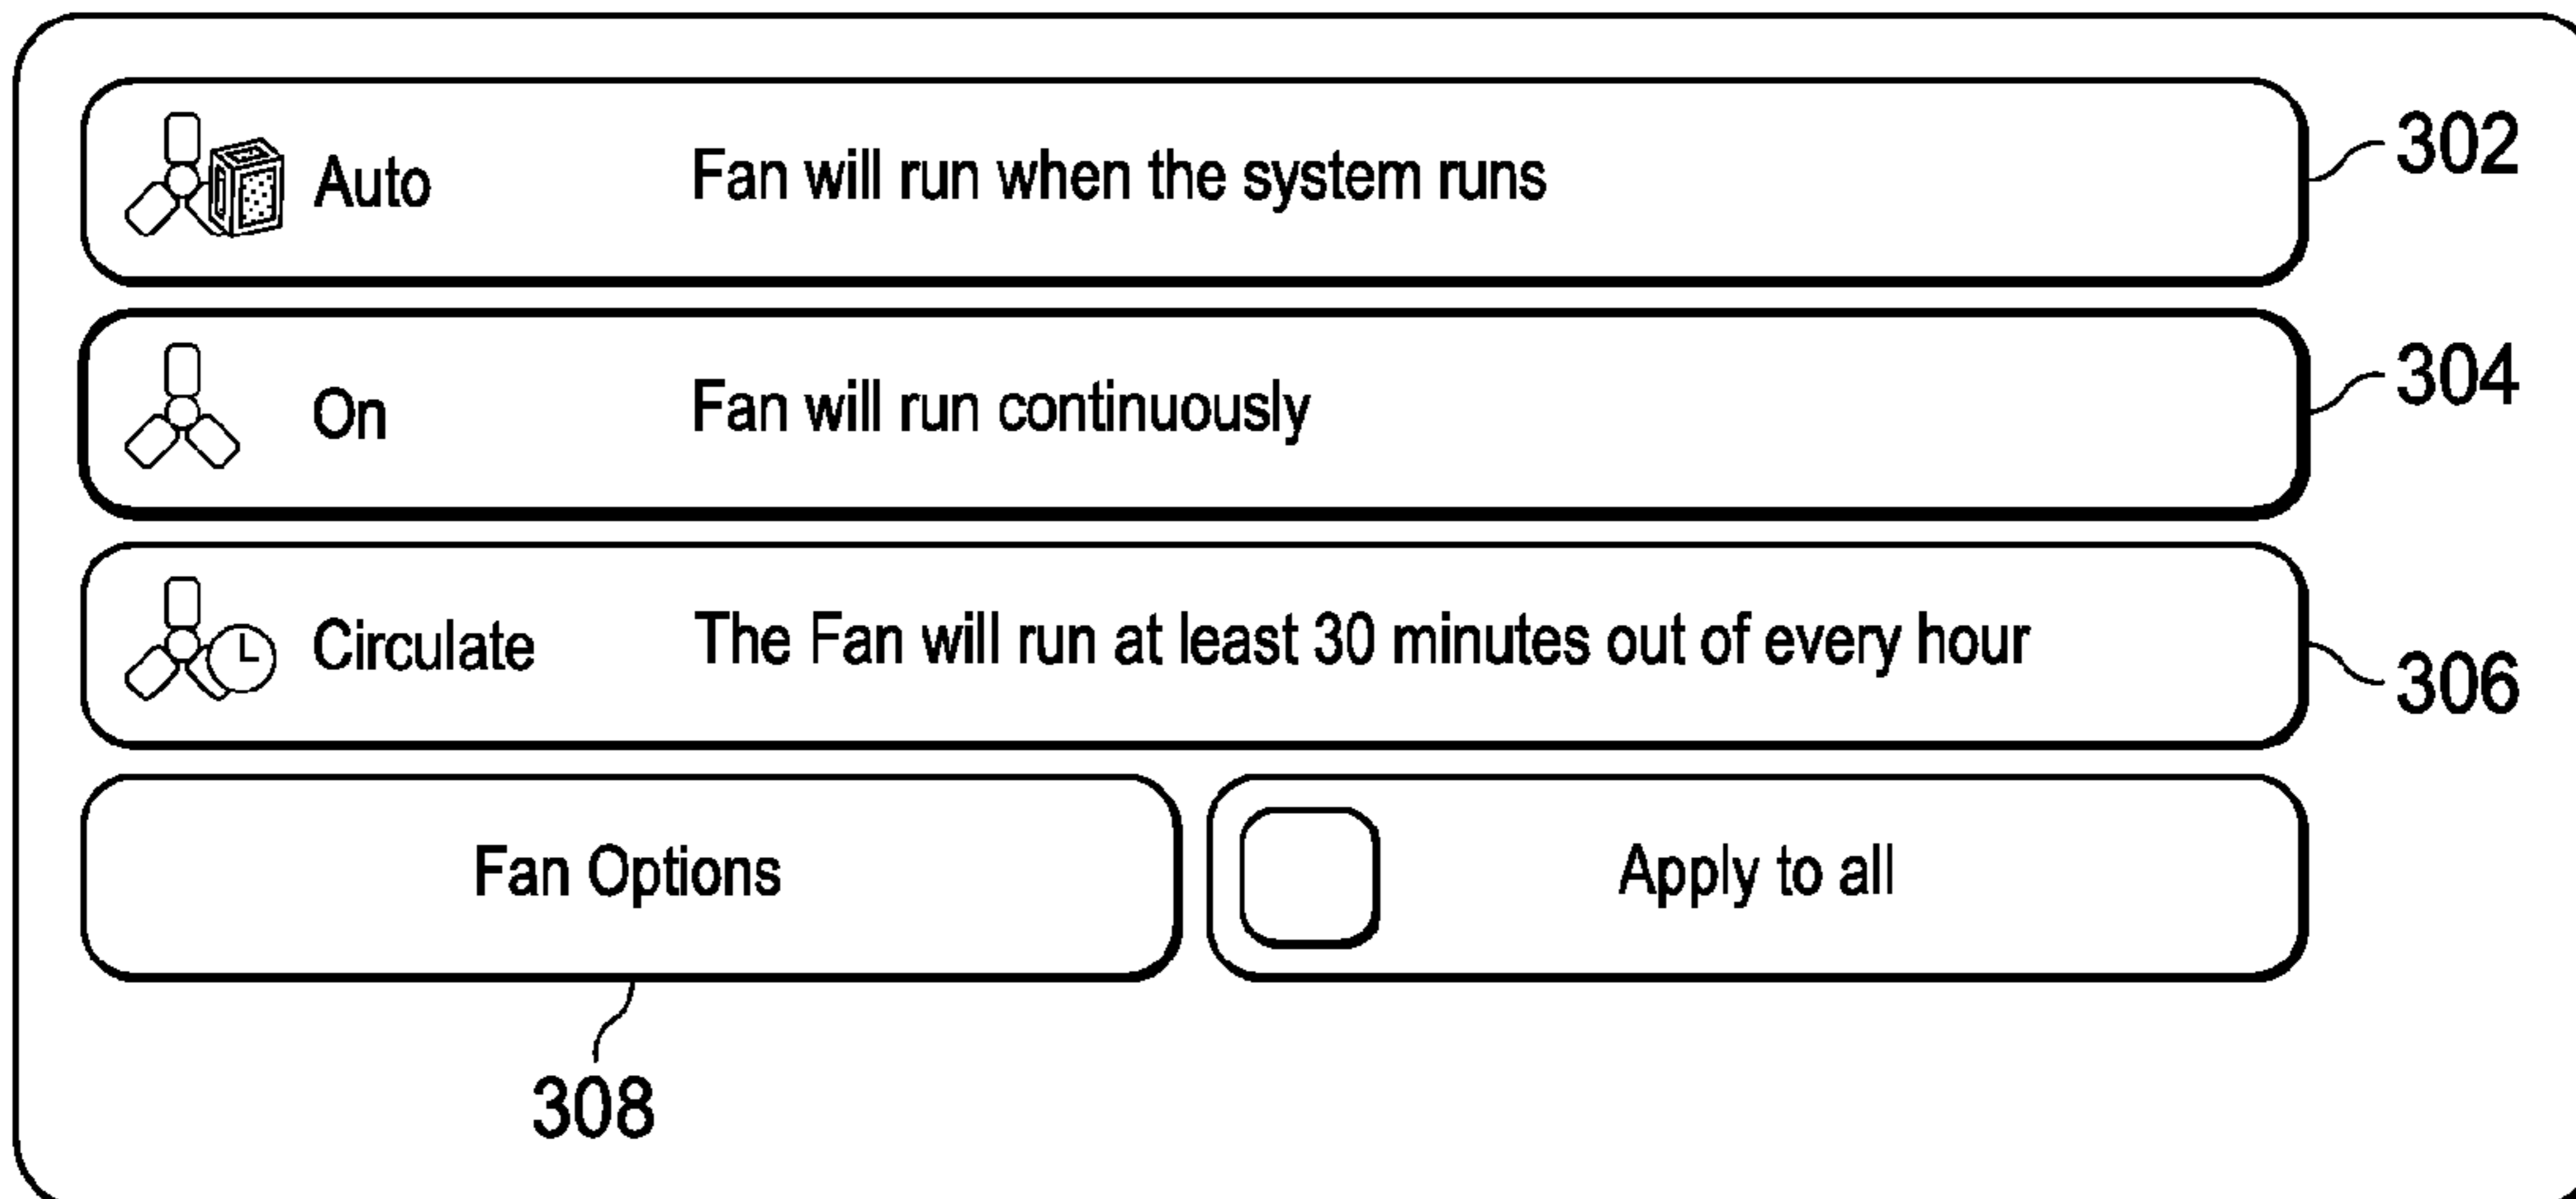 Auto Fan will run when the system runs 302
On Fan will run continuously 304
Circulate The Fan will run at least 30 minutes out of every hour 306
Fan Options Apply to all
308